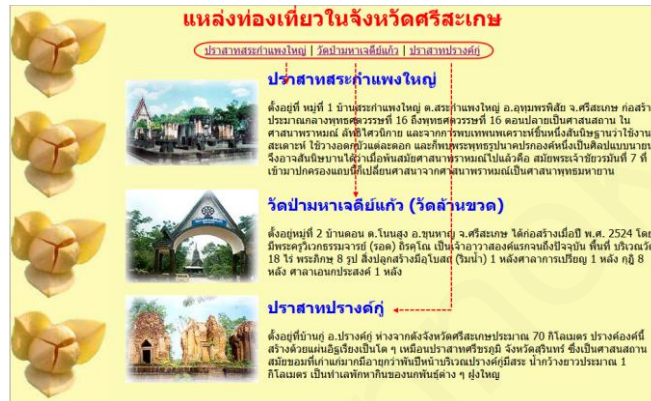 แหล่งท่องเที่ยวในจังหวัดศรีสะเกษ
ปราสาทสระกำแพงใหญ่ | วัดป่ามหาเจดีย์แก้ว | ปราสาทปรางค์กู่
ปราสาทสระกำแพงใหญ่
ตั้งอยู่ที่ หมู่ที่ 1 บ้านสระกำแพงใหญ่ ต.สระกำแพงใหญ่ อ.อุทุมพรพิสัย จ.ศรีสะเกษ ก่อสร้า
ประมาณกลางพุทธศตวรรษที่ 16 ถึงพุทธศวรรษที่ 16 ตอนปลายเป็นศาสนสถาน ใน
ศาสนาพราหมณ์ ลัทธิไศวนิกาย และจากการพบเทพนพเคราะห์ชิ้นหนึ่งสันนิษฐานว่าใช้งาน
สะเดาะห์ ใช้วางดอกบัวแต่ละดอก และก็พบพระพุทธรูปนาคปรกองค์หนึ่งเป็นศิลปแบบนายน
จึงอาจสันนิษบานได้ว่าเมื่อพ้นสมัยศาสนาพราหมณ์ไปแล้วคือ สมัยพระเจ้าชัยวรมันที่ 7 ที่
เข้ามาปกครองแถบนี้ก็เปลี่ยนศาสนาจากศาสนาพราหมณ์เป็นศาสนาพุทธมหายาน
วัดป่ามหาเจดีย์แก้ว (วัดล้านขวด)
ตั้งอยู่หมู่ที่ 2 บ้านดอน ต.โนนสูง อ.ขุนหาญ จ.ศรีสะเกษ ได้ก่อสร้างเมื่อปี พ.ศ. 2524 โดย
มีพระครูวิเวกธรรมจารย์ (รอด) ถิรคุโณ เป็นเจ้าอาวาสองค์แรกจนถึงปัจจุบัน พื้นที่ บริเวณวั
18 ไร่ พระภิกษุ 8 รูป สิ่งปลูกสร้างมีอุโบสถ (ริมน้ำ) 1 หลังศาลาการเปรียญ 1 หลัง กุฏิ 8
หลัง ศาลาเอนกประสงค์ 1 หลัง
ปราสาทปรางค์กู่
ตั้งอยู่ที่บ้านกู่ อ.ปรางค์กู่ ห่างจากตังจังหวัดศรีสะเกษประมาณ 70 กิโลเมตร ปรางค์องค์นี้
สร้างด้วยแผ่นอิฐเรียงเป็นโต ๆ เหมือนปราสาทศรีขรภูมิ จังหวัดสุรินทร์ ซึ่งเป็นศาสนสถาน
สมัยขอมที่เก่าแก่มากมีอายุกว่าพันปีหน้าบริเวณปรางค์กู่มีสระ น้ำกว้างยาวประมาณ 1
กิโลเมตร เป็นทำเลพักหากินของนกพันธุ์ต่าง ๆ ฝูงใหญ่